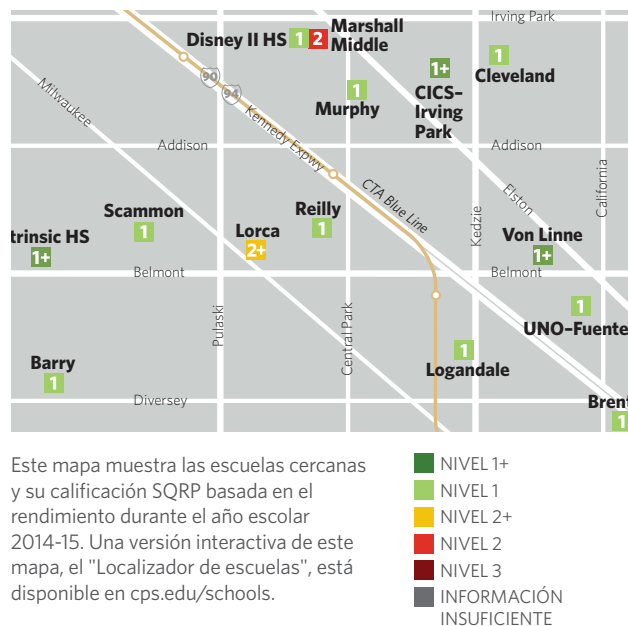 Irving Park
Disney II HS
1
2
Marshall
Middle
1+
CICS–
Irving
Park
1
Cleveland
90
94
1
Murphy
Milwaukee
Kennedy Expwy
Addison
Addison
CTA Blue Line
Elston
California
Kedzie
Scammon
1
trinsic HS
1+
Lorca
2+
Reilly
1
Von Linne
1+
Belmont
Belmont
Pulaski
Central Park
1
UNO–Fuente
1
Logandale
Barry
1
Diversey
Brent
1
Este mapa muestra las escuelas cercanas
y su calificación SQRP basada en el
rendimiento durante el año escolar
2014-15. Una versión interactiva de este
mapa, el "Localizador de escuelas", está
disponible en cps.edu/schools.
NIVEL 1+
NIVEL 1
NIVEL 2+
NIVEL 2
NIVEL 3
INFORMACIÓN
INSUFICIENTE